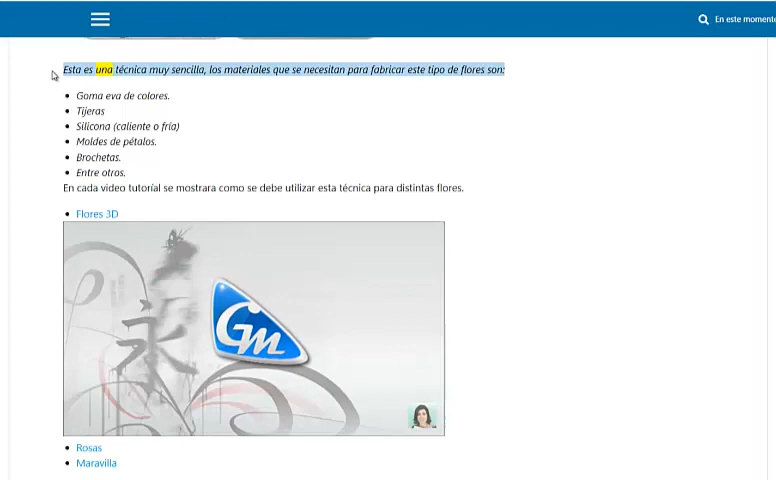 En este momento
Esta es una técnica muy sencilla, los materiales que se necesitan para fabricar este tipo de flores son:
Goma eva de colores.
Tijeras
Silicona (caliente o fría)
Moldes de pétalos.
Brochetas.
Entre otros.
En cada video tutorial se mostrara como se debe utilizar esta técnica para distintas flores.
Flores 3D
Gm
永
Rosas
Maravilla